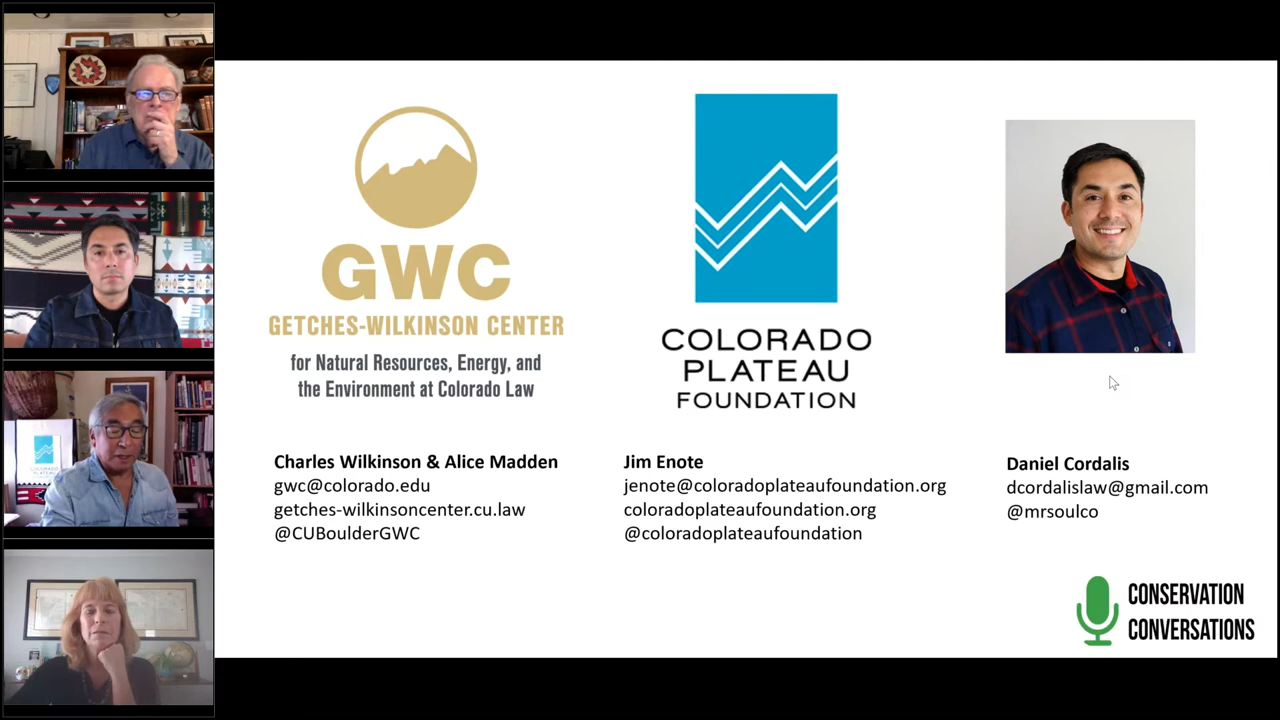 GWC
GETCHES-WILKINSON CENTER
for Natural Resources, Energy, and
the Environment at Colorado Law
Charles Wilkinson & Alice Madden
gwc@colorado.edu
getches-wilkinsoncenter.cu.law
@CUBoulderGWC
COLORADO
PLATEAU
FOUNDATION
Jim Enote
jenote@coloradoplateaufoundation.org
coloradoplateaufoundation.org
@coloradoplateaufoundation
Daniel Cordalis
dcordalislaw@gmail.com
@mrsoulco
CONSERVATION
CONVERSATIONS